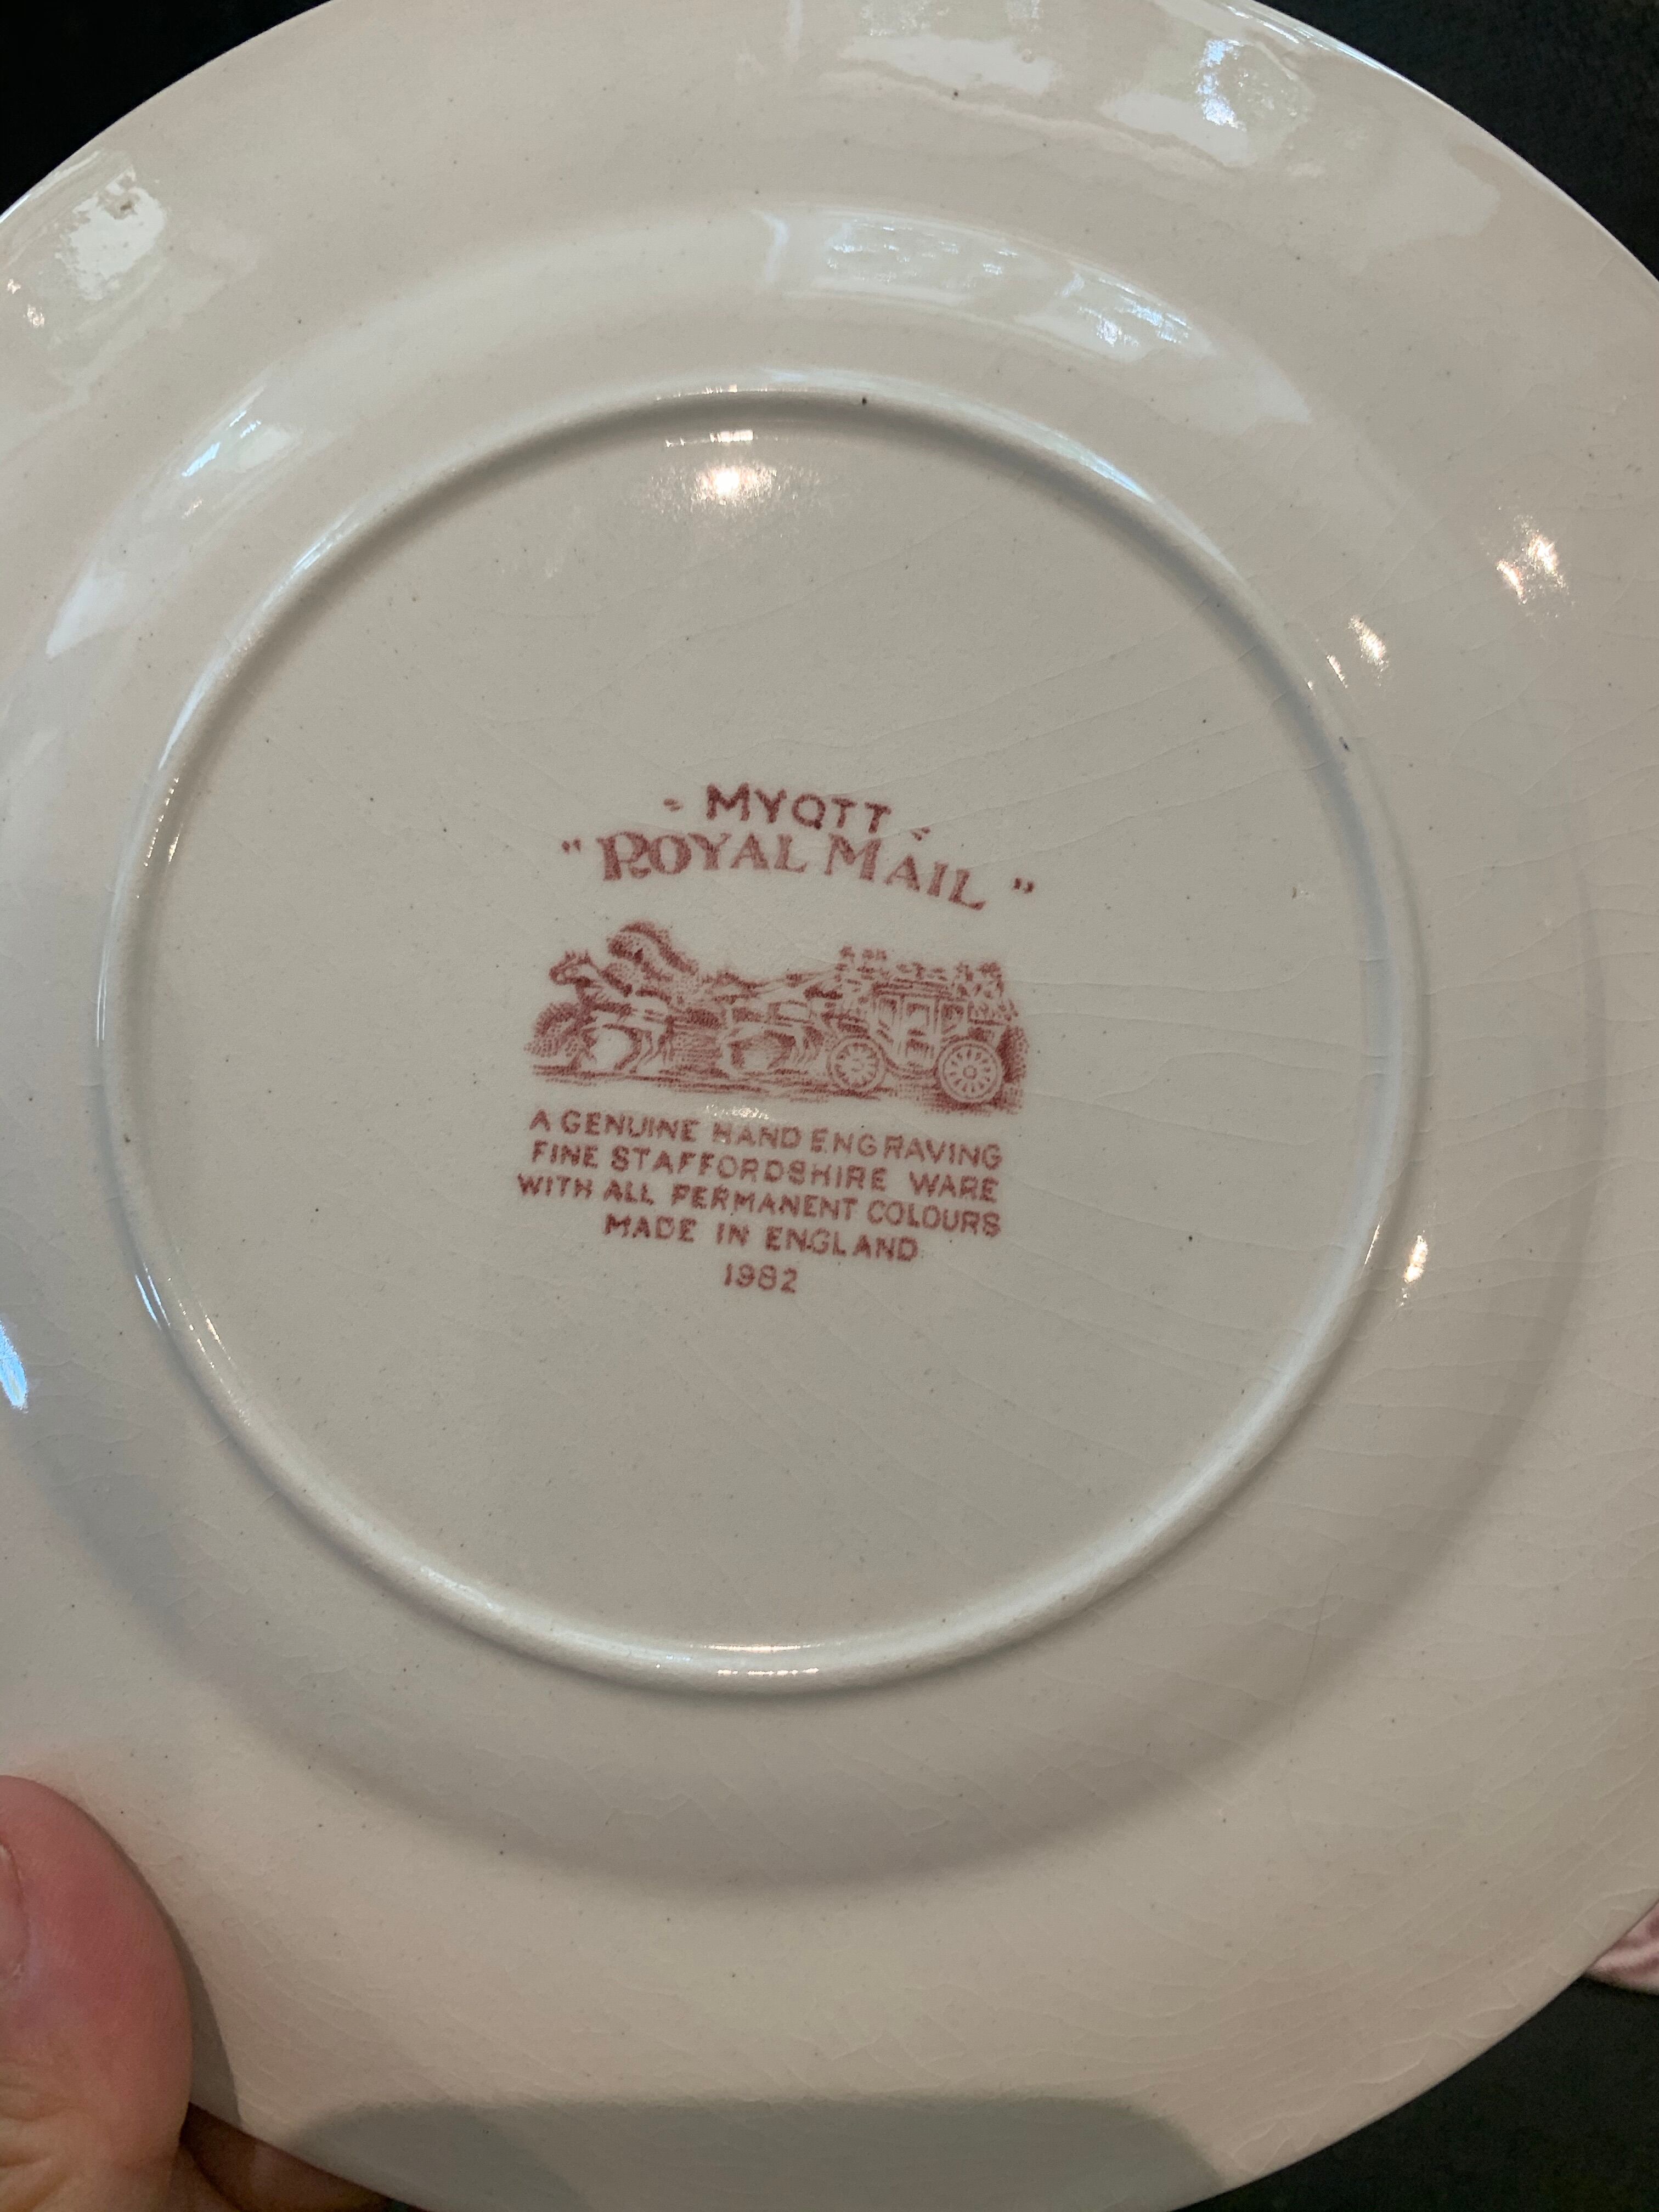 - MYOTT -
"ROYAL MAIL"
A GENUINE HAND ENGRAVING
FINE STAFFORDSHIRE WARE
WITH ALL PERMANENT COLOURS
MADE IN ENGLAND
1982